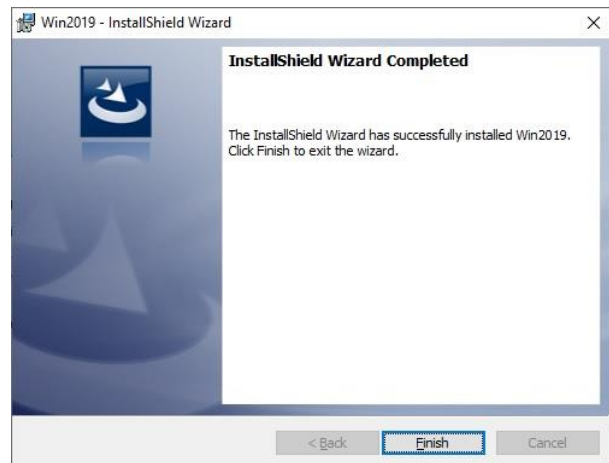 Win2019 - InstallShield Wizard
InstallShield Wizard Completed
The InstallShield Wizard has successfully installed Win2019.
Click Finish to exit the wizard.
< Back
Finish
Cancel